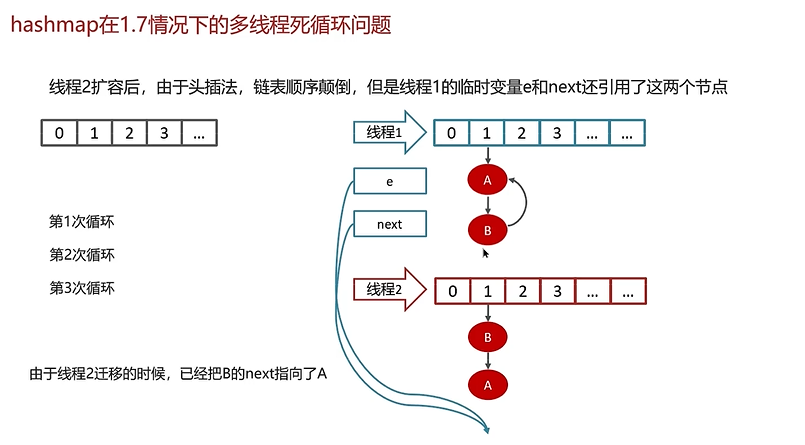 hashmap在1.7情况下的多线程死循环问题
线程2扩容后，由于头插法，链表顺序颠倒，但是线程1的临时变量e和next还引用了这两个节点
0 1 2 3 ...
线程1
0 1 2 3 ... ...
e
A
next
B
第1次循环
第2次循环
第3次循环
线程2
0 1 2 3 ... ...
B
A
由于线程2迁移的时候，已经把B的next指向了A